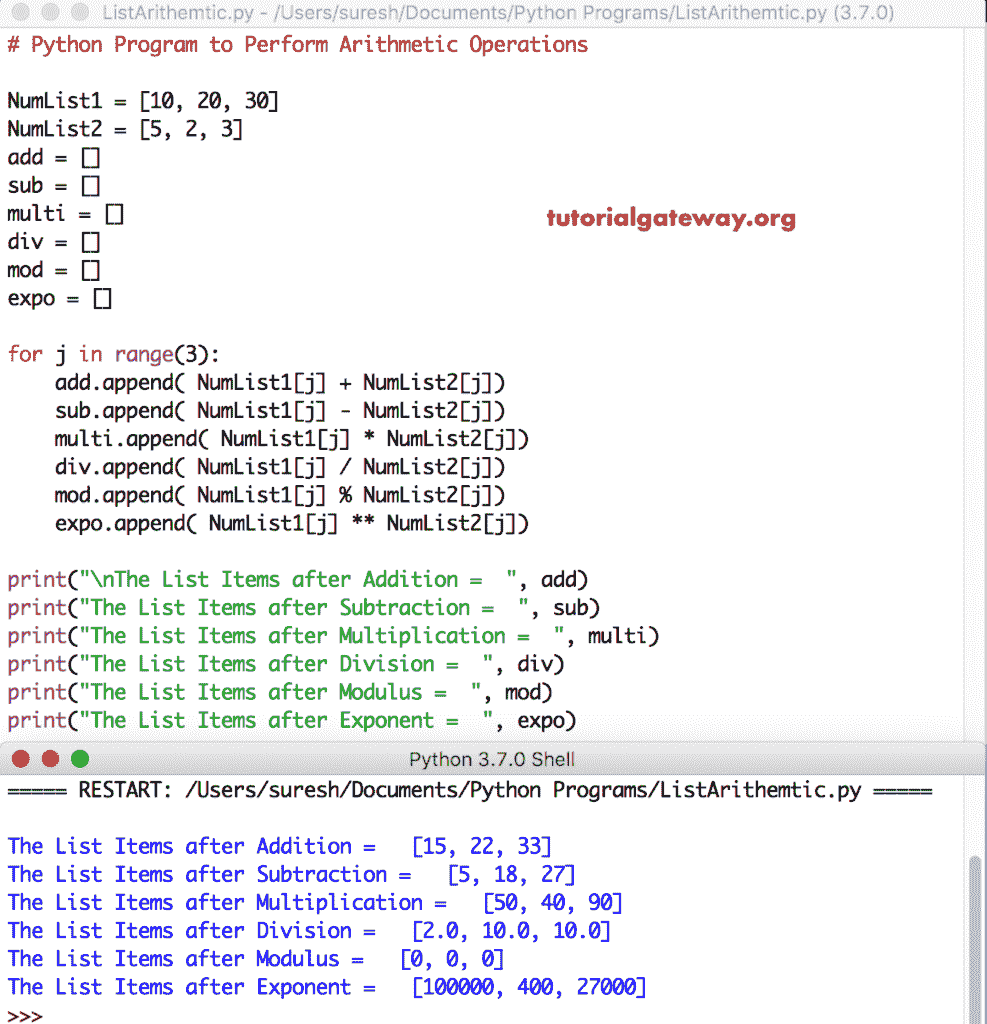 ListArithemtic.py - /Users/suresh/Documents/Python Programs/ListArithemtic.py (3.7.0)
# Python Program to Perform Arithmetic Operations
NumList1 = [10, 20, 30]
NumList2 = [5, 2, 3]
add = []
sub = []
multi = []
tutorialgateway.org
div = []
mod = []
expo = []
for j in range(3):
    add.append( NumList1[j] + NumList2[j])
    sub.append( NumList1[j] - NumList2[j])
    multi.append( NumList1[j] * NumList2[j])
    div.append( NumList1[j] / NumList2[j])
    mod.append( NumList1[j] % NumList2[j])
    expo.append( NumList1[j] ** NumList2[j])
print("\nThe List Items after Addition =  ", add)
print("The List Items after Subtraction =  ", sub)
print("The List Items after Multiplication =  ", multi)
print("The List Items after Division =  ", div)
print("The List Items after Modulus =  ", mod)
print("The List Items after Exponent =  ", expo)
Python 3.7.0 Shell
===== RESTART: /Users/suresh/Documents/Python Programs/ListArithemtic.py =====
The List Items after Addition =   [15, 22, 33]
The List Items after Subtraction =   [5, 18, 27]
The List Items after Multiplication =   [50, 40, 90]
The List Items after Division =   [2.0, 10.0, 10.0]
The List Items after Modulus =   [0, 0, 0]
The List Items after Exponent =   [100000, 400, 27000]
>>>